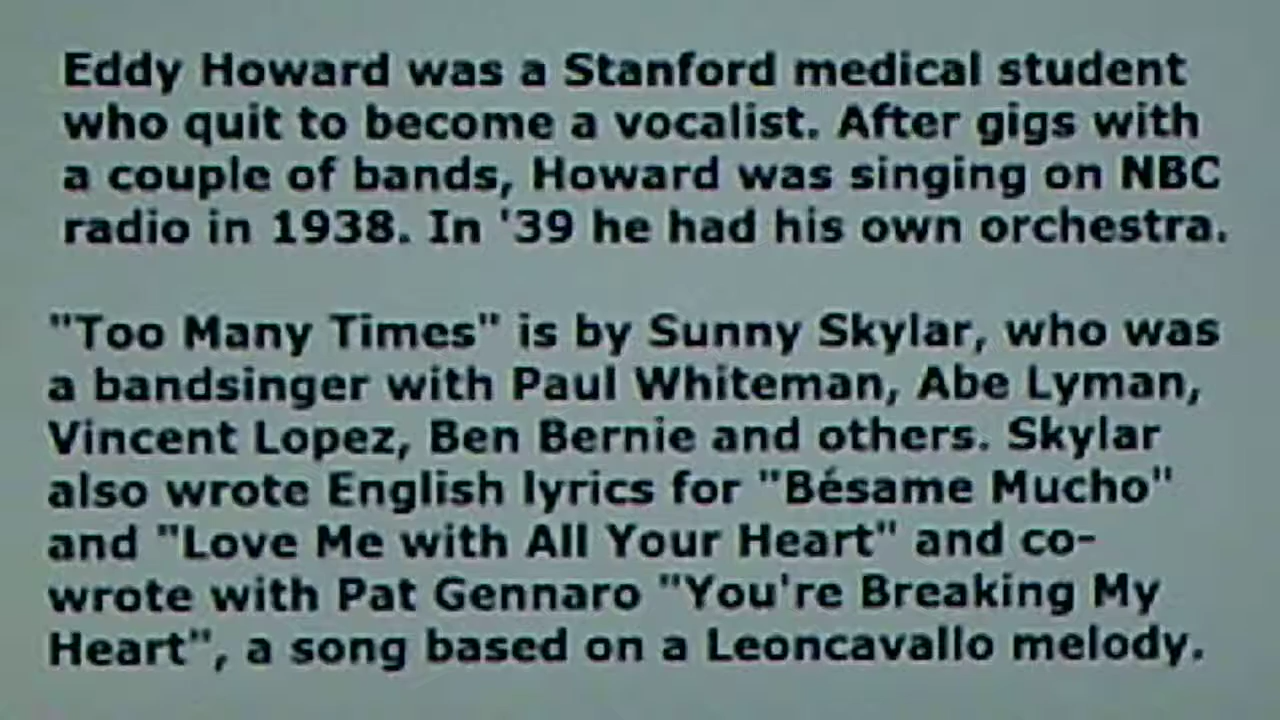 Eddy Howard was a Stanford medical student
who quit to become a vocalist. After gigs with
a couple of bands, Howard was singing on NBC
radio in 1938. In '39 he had his own orchestra.
"Too Many Times" is by Sunny Skylar, who was
a bandsinger with Paul Whiteman, Abe Lyman,
Vincent Lopez, Ben Bernie and others. Skylar
also wrote English lyrics for "Bésame Mucho"
and "Love Me with All Your Heart" and co-
wrote with Pat Gennaro "You're Breaking My
Heart", a song based on a Leoncavallo melody.